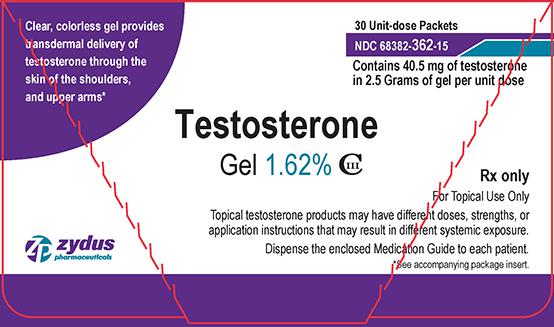 Clear, colorless gel provides
transdermal delivery of
testosterone through the
skin of the shoulders,
and upper arms*
30 Unit-dose Packets
NDC 68382-362-15
Contains 40.5 mg of testosterone
in 2.5 Grams of gel per unit dose
Testosterone
Gel 1.62% CIII
Rx only
For Topical Use Only
Topical testosterone products may have different doses, strengths, or
application instructions that may result in different systemic exposure.
Dispense the enclosed Medication Guide to each patient.
*See accompanying package insert.
zydus
pharmaceuticals